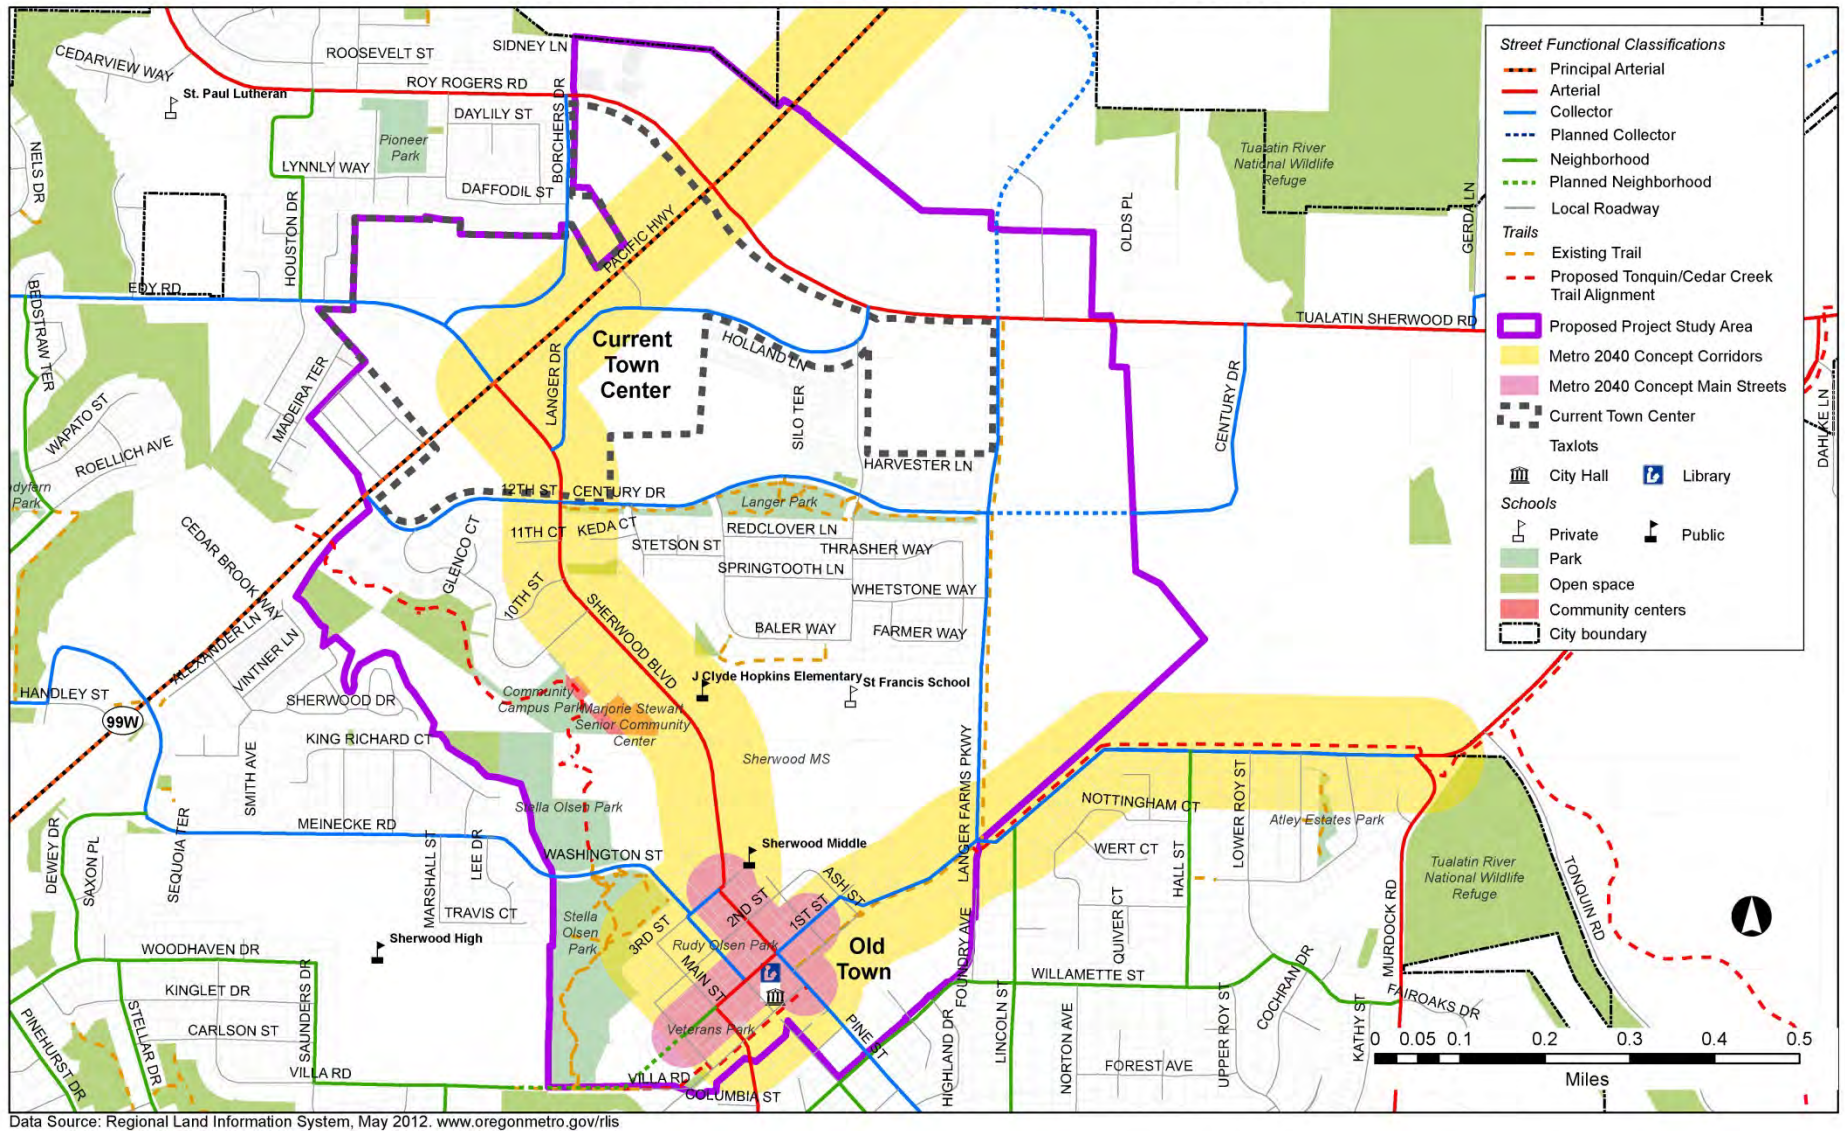 SIDNEY LN
ROOSEVELT ST
CEDARVIEW WAY
ROY ROGERS RD
St. Paul Lutheran
DAYLILY ST
BORCHERS DR
Pioneer
Park
NELS DR
LYNNLY WAY
DAFFODIL ST
HOUSTON DR
PACIFIC HWY
OLDS PL
Tualatin River
National Wildlife
Refuge
GERDA LN
EDY RD
BEDSTRAW TER
TUALATIN SHERWOOD RD
Current
Town
Center
HOLLAND LN
LANGER DR
SILO TER
MADEIRA TER
CENTURY DR
WAPATO ST
ROELLICH AVE
HARVESTER LN
DAHLKE LN
adyfern
Park
12TH ST
CENTURY DR
Langer Park
11TH CT
KEDA CT
REDCLOVER LN
STETSON ST
THRASHER WAY
SPRINGTOOTH LN
WHETSTONE WAY
CEDAR BROOK WAY
GLENCO CT
10TH ST
SHERWOOD BLVD
BALER WAY
FARMER WAY
ALEXANDER LN
VINTNER LN
J Clyde Hopkins Elementary
St Francis School
HANDLEY ST
SHERWOOD DR
Community
Campus Park
Marjorie Stewart
Senior Community
Center
99W
KING RICHARD CT
Sherwood MS
SMITH AVE
LANGER FARMS PKWY
Stella Olsen Park
NOTTINGHAM CT
LOWER ROY ST
Atley Estates Park
MEINECKE RD
DEWEY DR
SAXON PL
SEQUOIA TER
MARSHALL ST
LEE DR
WASHINGTON ST
Sherwood Middle
ASH ST
WERT CT
HALL ST
Tualatin River
National Wildlife
Refuge
TONQUIN RD
TRAVIS CT
Stella
Olsen
Park
3RD ST
2ND ST
1ST ST
QUIVER CT
MURDOCK RD
Sherwood High
Rudy Olsen Park
Old
Town
WOODHAVEN DR
MAIN ST
FOUNDRY AVE
WILLAMETTE ST
COCHRAN DR
KINGLET DR
SAUNDERS DR
FAIROAKS DR
CARLSON ST
STELLAR DR
PINEHURST DR
Veterans Park
PINE ST
HIGHLAND DR
LINCOLN ST
NORTON AVE
UPPER ROY ST
KATHY ST
VILLA RD
VILLA RD
COLUMBIA ST
FOREST AVE
Street Functional Classifications
Principal Arterial
Arterial
Collector
Planned Collector
Neighborhood
Planned Neighborhood
Local Roadway
Trails
Existing Trail
Proposed Tonquin/Cedar Creek
Trail Alignment
Proposed Project Study Area
Metro 2040 Concept Corridors
Metro 2040 Concept Main Streets
Current Town Center
Taxlots
City Hall
Library
Schools
Private
Public
Park
Open space
Community centers
City boundary
0 0.05 0.1 0.2 0.3 0.4 0.5
Miles
Data Source: Regional Land Information System, May 2012. www.oregonmetro.gov/rlis